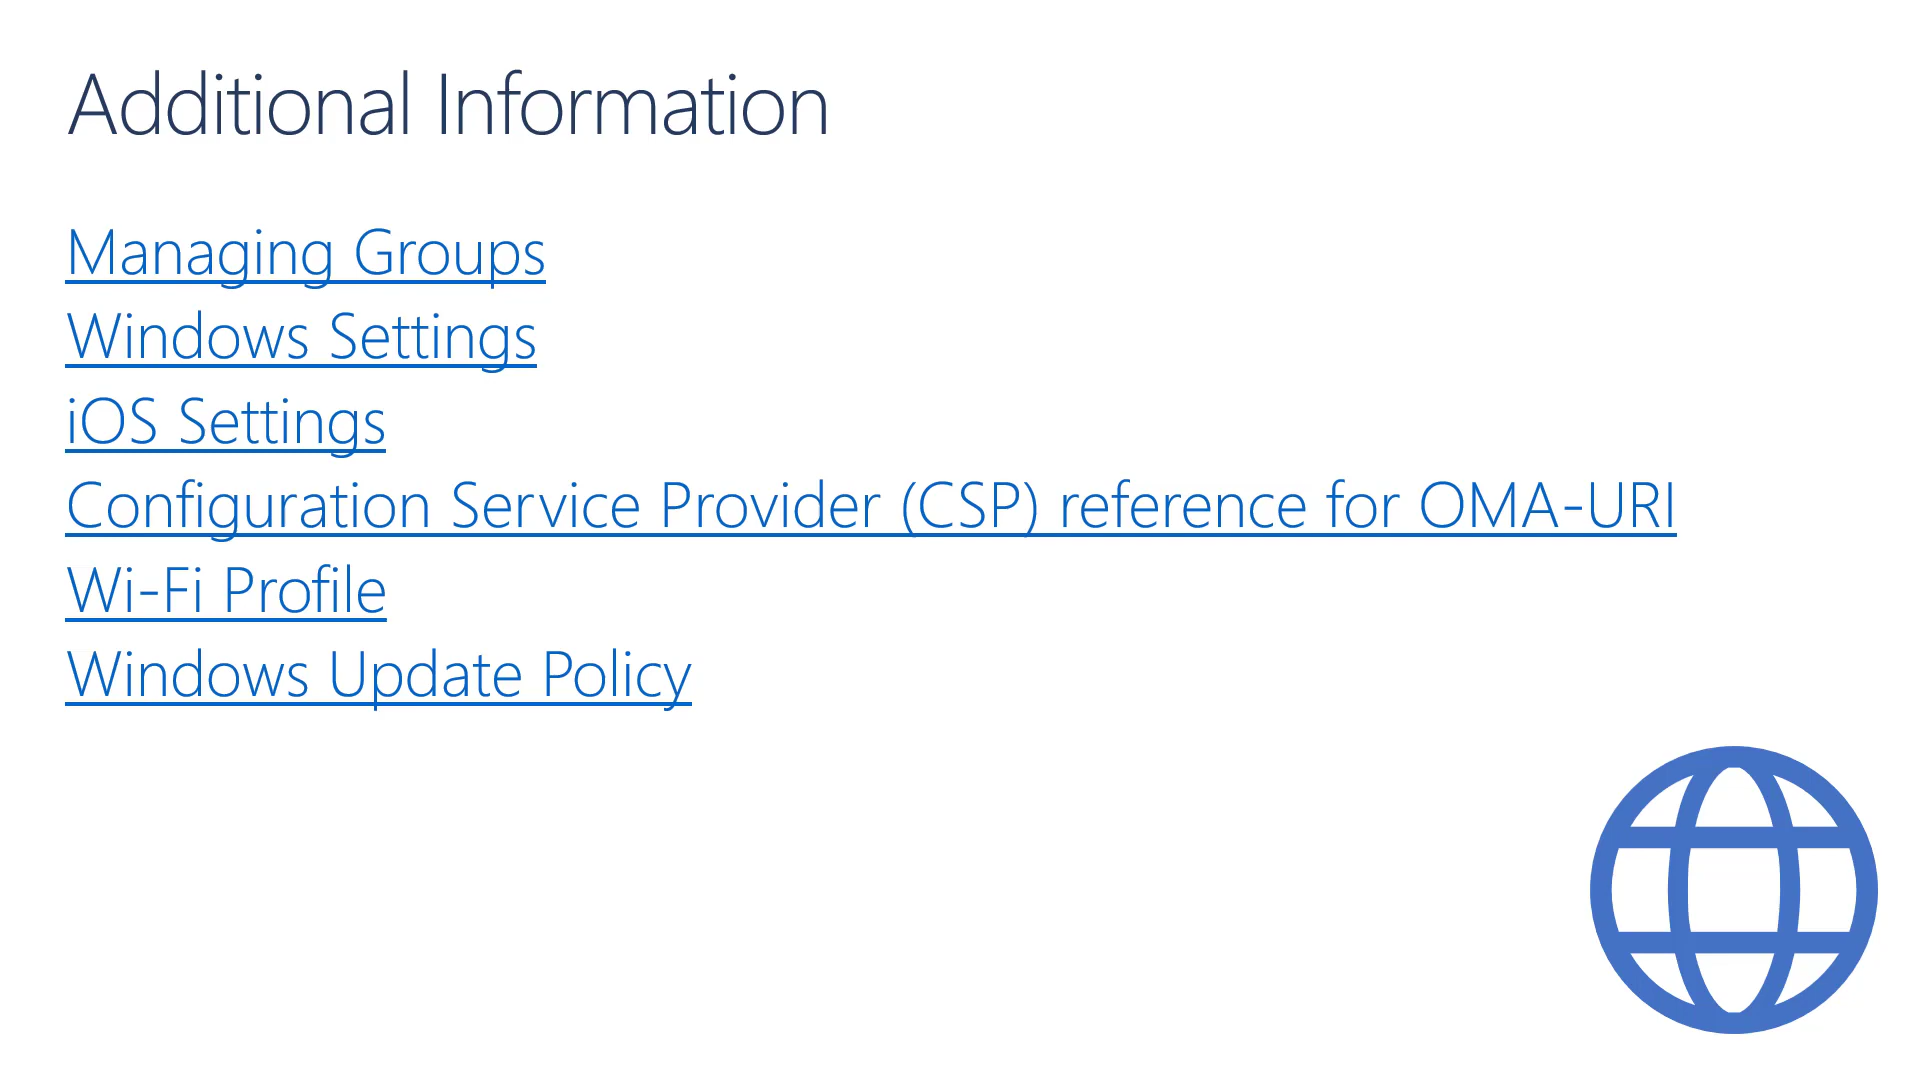 Additional Information
Managing Groups
Windows Settings
iOS Settings
Configuration Service Provider (CSP) reference for OMA-URI
Wi-Fi Profile
Windows Update Policy